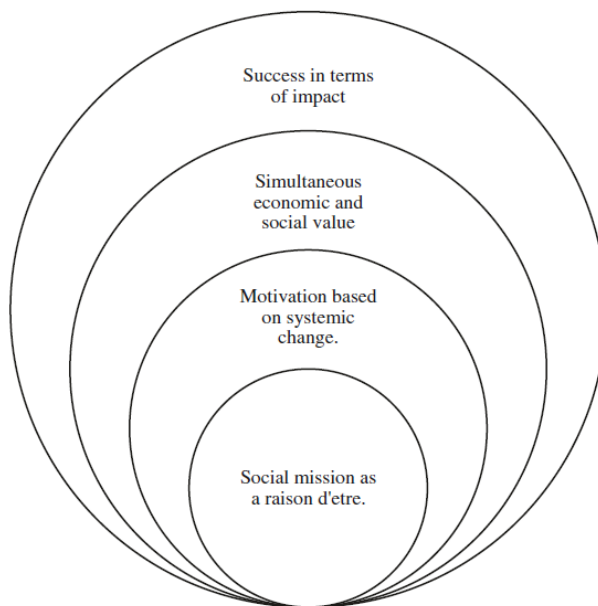 Success in terms
of impact
Simultaneous
economic and
social value
Motivation based
on systemic
change.
Social mission as
a raison d'etre.